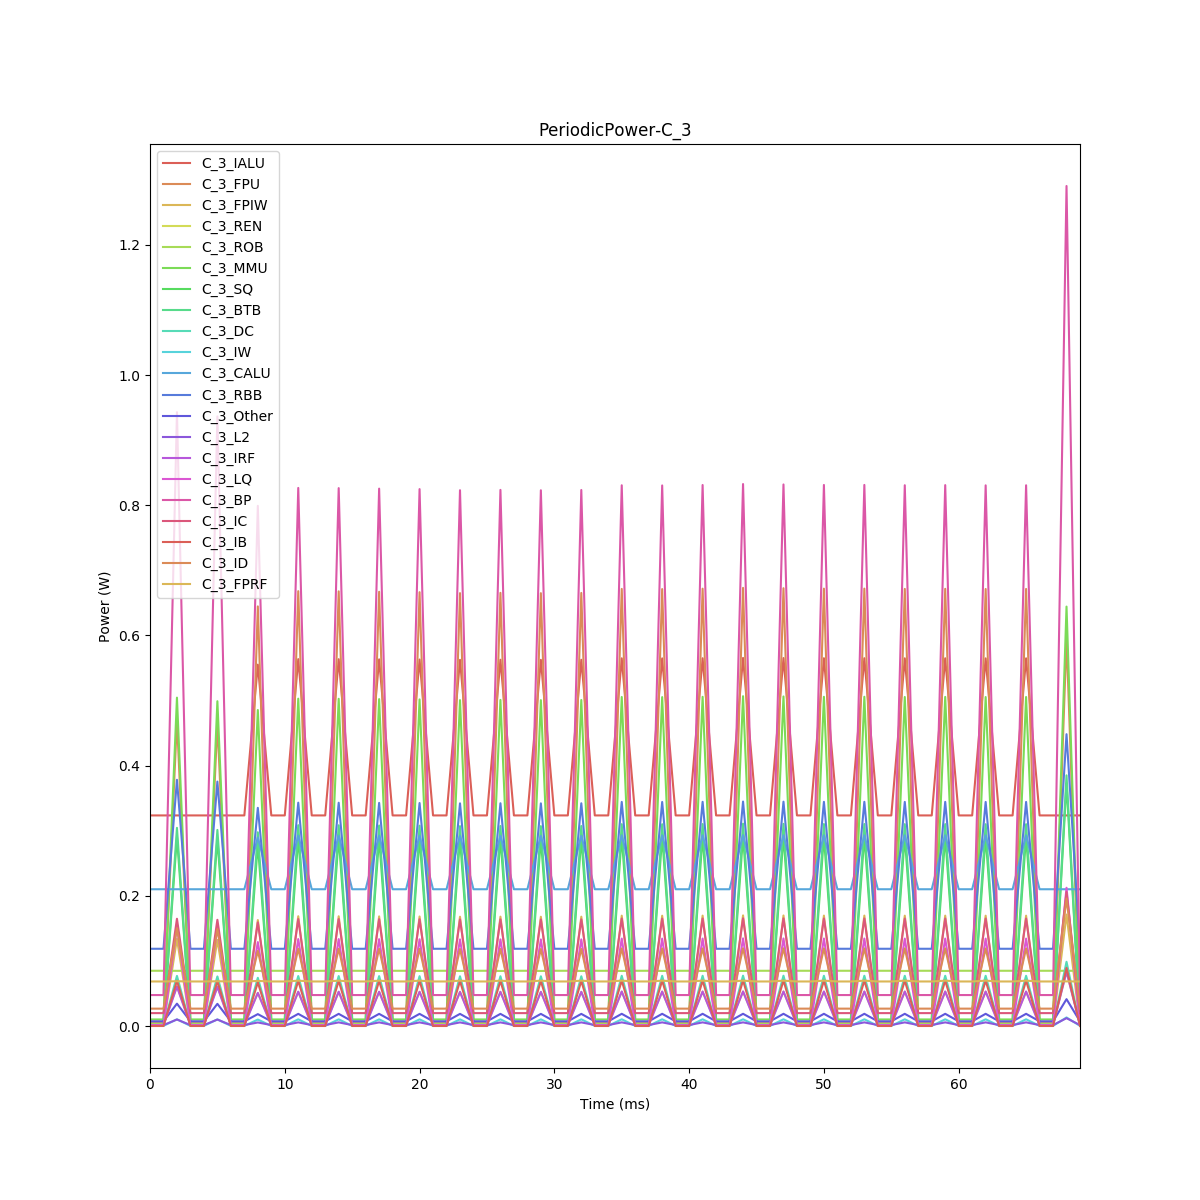 PeriodicPower-C_3
C_3_IALU
C_3_FPU
C_3_FPIW
C_3_REN
C_3_ROB
C_3_MMU
C_3_SQ
C_3_BTB
C_3_DC
C_3_IW
C_3_CALU
C_3_RBB
C_3_Other
C_3_L2
C_3_IRF
C_3_LQ
C_3_BP
C_3_IC
C_3_IB
C_3_ID
C_3_FPRF
1.2
1.0
0.8
0.6
0.4
0.2
0.0
Power (W)
0 10 20 30 40 50 60
Time (ms)